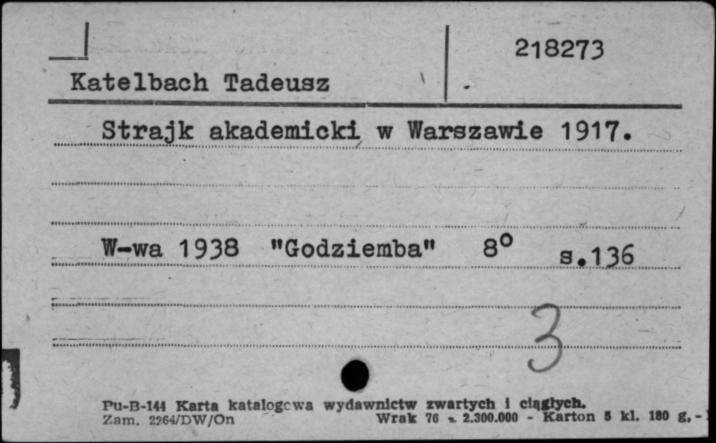 218273
Katelbach Tadeusz
Strajk akademicki w Warszawie 1917.
W-wa 1938 "Godziemba" 8° s.136
3
Pu-B-144 Karta katalogowa wydawnictw zwartych i ciągłych.
Zam. 2264/DW/On Wrak 76 z. 2.300.000 - Karton 5 kl. 180 g, -